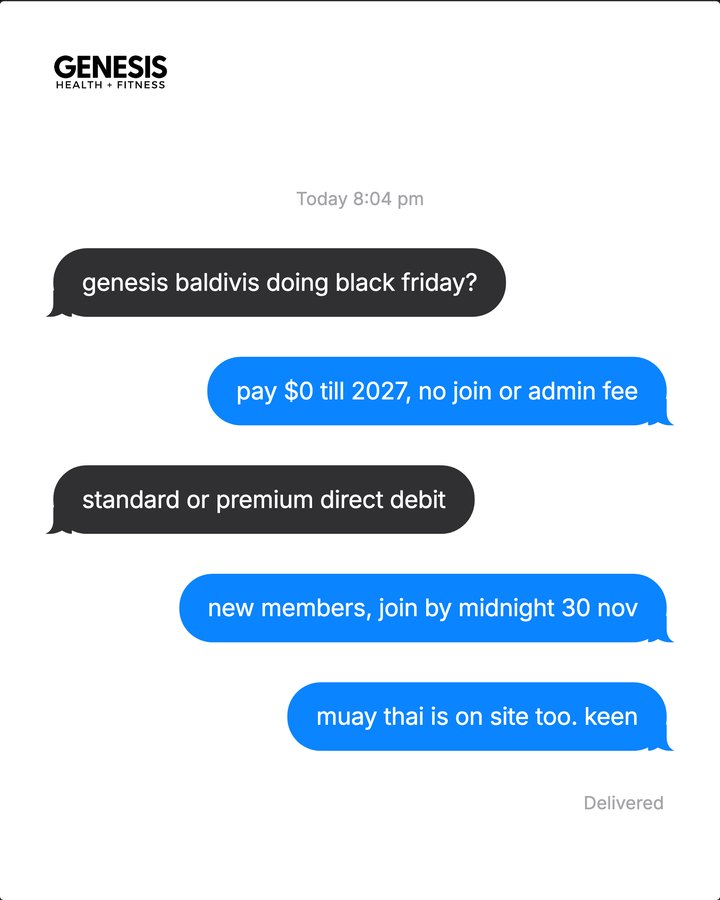 GENESIS
HEALTH + FITNESS
Today 8:04 pm
genesis baldivis doing black friday?
pay $0 till 2027, no join or admin fee
standard or premium direct debit
new members, join by midnight 30 nov
muay thai is on site too. keen
Delivered